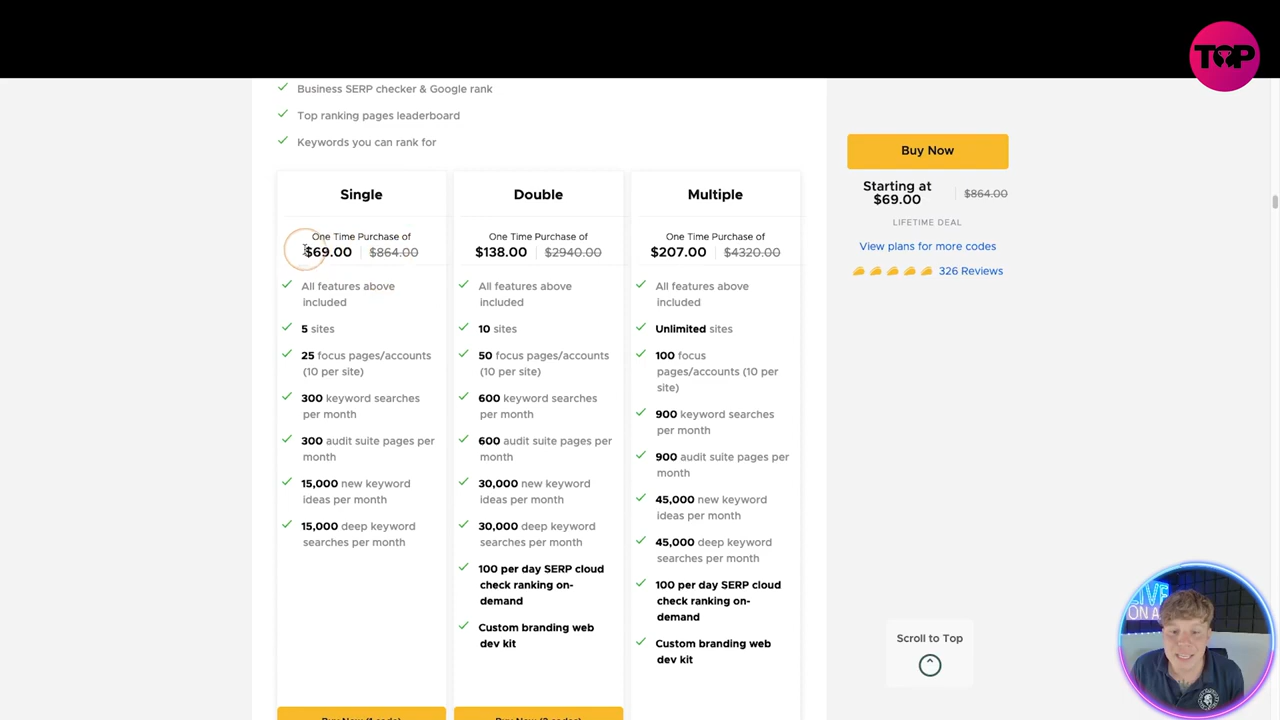 TOP
Business SERP checker & Google rank
Top ranking pages leaderboard
Keywords you can rank for
Single
One Time Purchase of
$69.00 $864.00
All features above
included
5 sites
25 focus pages/accounts
(10 per site)
300 keyword searches
per month
300 audit suite pages per
month
15,000 new keyword
ideas per month
15,000 deep keyword
searches per month
Double
One Time Purchase of
$138.00 $2940.00
All features above
included
10 sites
50 focus pages/accounts
(10 per site)
600 keyword searches
per month
600 audit suite pages per
month
30,000 new keyword
ideas per month
30,000 deep keyword
searches per month
100 per day SERP cloud
check ranking on-
demand
Custom branding web
dev kit
Multiple
One Time Purchase of
$207.00 $4320.00
All features above
included
Unlimited sites
100 focus
pages/accounts (10 per
site)
900 keyword searches
per month
900 audit suite pages per
month
45,000 new keyword
ideas per month
45,000 deep keyword
searches per month
100 per day SERP cloud
check ranking on-
demand
Custom branding web
dev kit
Buy Now
Starting at
$69.00 $864.00
LIFETIME DEAL
View plans for more codes
326 Reviews
Scroll to Top
LIVE
ON A